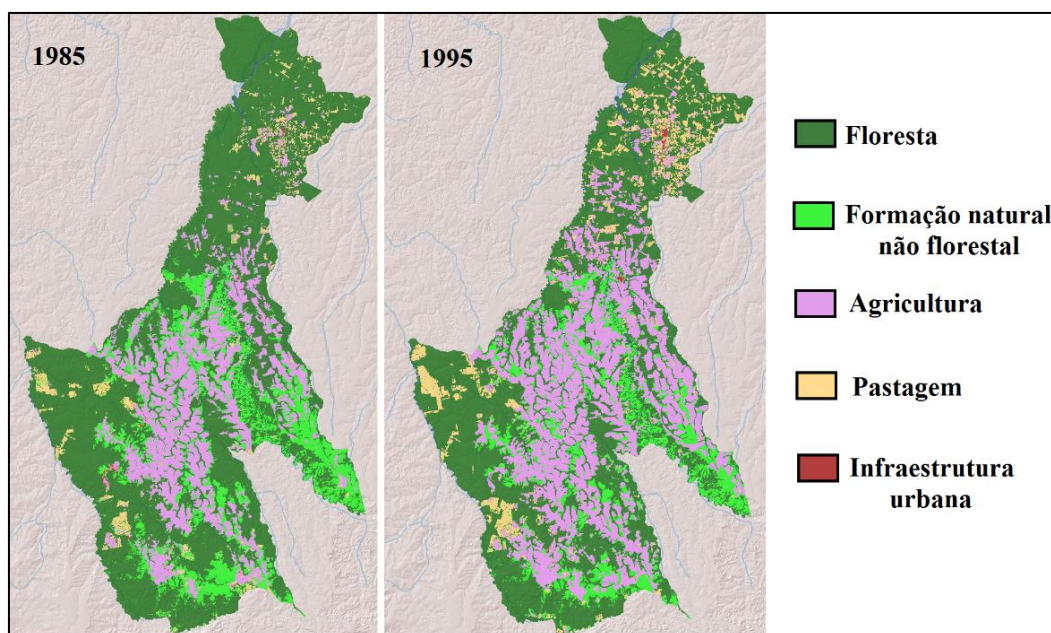 1985
1995
Floresta
Formação natural
não florestal
Agricultura
Pastagem
Infraestrutura
urbana